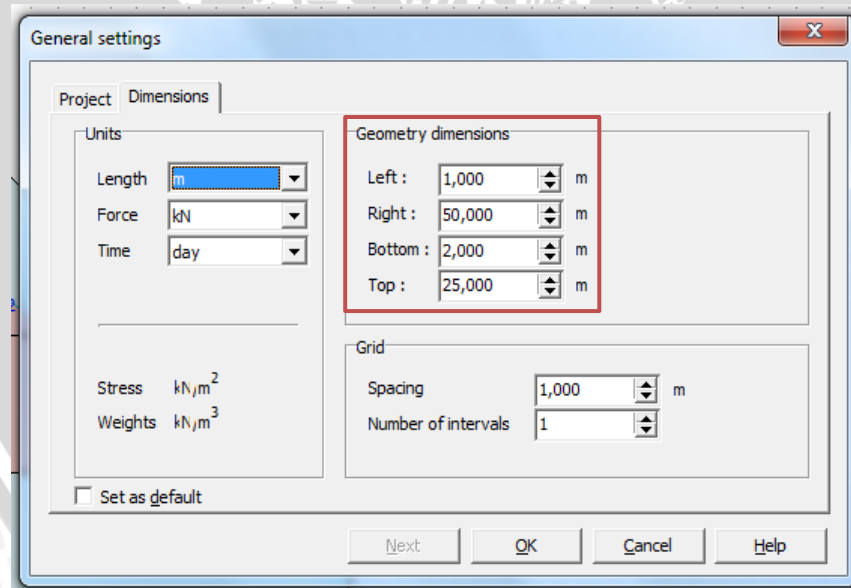 General settings
Project Dimensions
Units
Length m
Force kN
Time day
Stress kN/m²
Weights kN/m³
Set as default
Geometry dimensions
Left : 1,000 m
Right : 50,000 m
Bottom : 2,000 m
Top : 25,000 m
Grid
Spacing 1,000 m
Number of intervals 1
Next OK Cancel Help